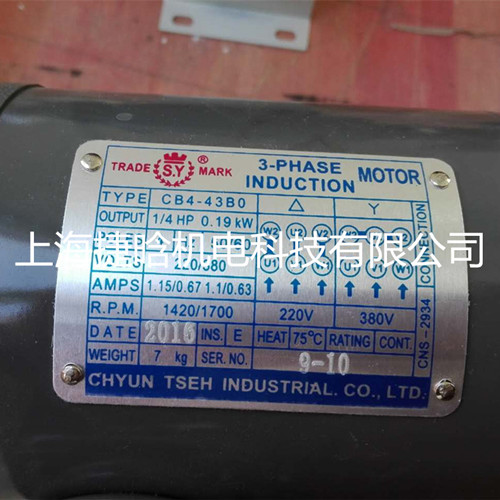 TRADE S.Y ® MARK
3-PHASE INDUCTION MOTOR
TYPE CB4-43B0
OUTPUT 1/4 HP 0.19 kW
上海捷晗机电科技有限公司
220/380
AMPS 1.15/0.67 1.1/0.63
R.P.M. 1420/1700
DATE 2016 INS. E HEAT 75°C RATING CONT.
WEIGHT 7 kg SER. NO. 9-10
CHYUN TSEH INDUSTRIAL. CO., LTD.
△ Y
W2 U2 V2
U1 V1 W1
220V 380V
CONNECTION
CNS-2934